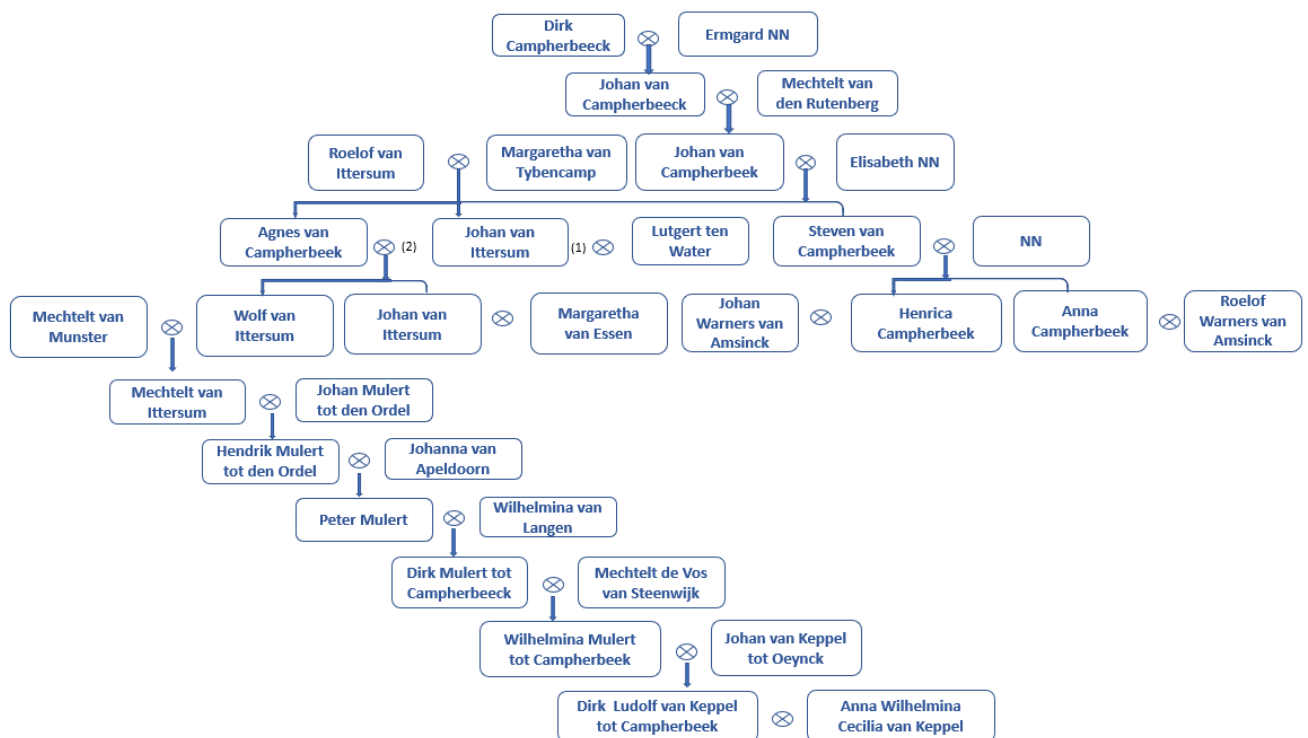 Dirk
Campherbeeck
Ermgard NN
Johan van
Campherbeeck
Mechtelt van
den Rutenberg
Roelof van
Ittersum
Margaretha van
Tybencamp
Johan van
Campherbeek
Elisabeth NN
Agnes van
Campherbeek
(2)
Johan van
Ittersum
(1)
Lutgert ten
Water
Steven van
Campherbeek
NN
Mechtelt van
Munster
Wolf van
Ittersum
Johan van
Ittersum
Margaretha
van Essen
Johan
Warners van
Amsinck
Henrica
Campherbeek
Anna
Campherbeek
Roelof
Warners van
Amsinck
Mechtelt van
Ittersum
Johan Mulert
tot den Ordel
Hendrik Mulert
tot den Ordel
Johanna van
Apeldoorn
Peter Mulert
Wilhelmina van
Langen
Dirk Mulert tot
Campherbeeck
Mechtelt de Vos
van Steenwijk
Wilhelmina Mulert
tot Campherbeek
Johan van Keppel
tot Oeynck
Dirk Ludolf van Keppel
tot Campherbeek
Anna Wilhelmina
Cecilia van Keppel